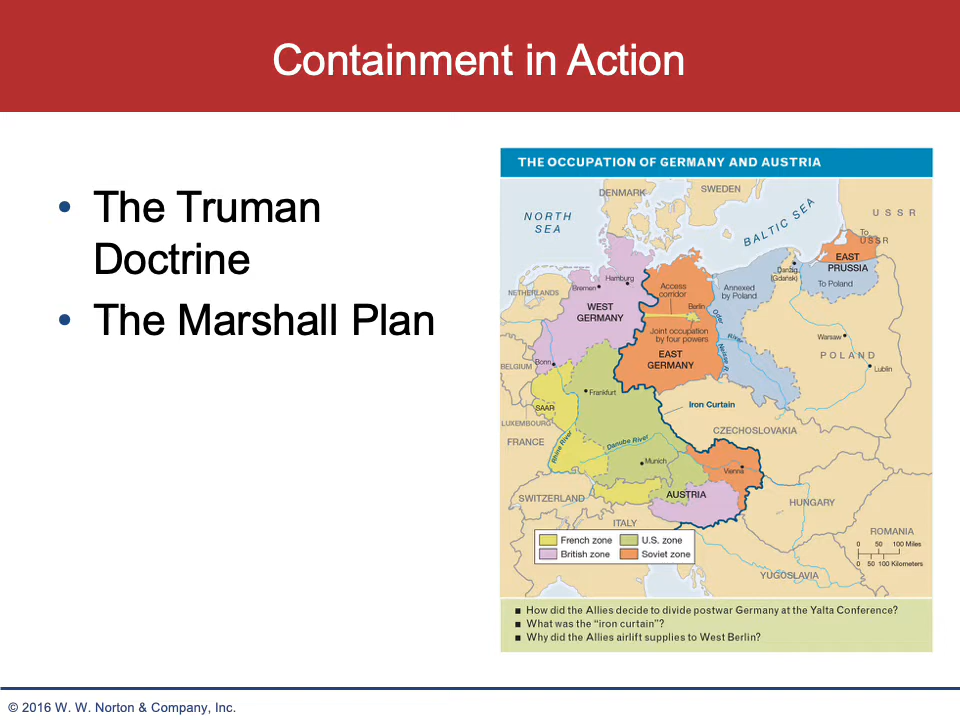 Containment in Action
• The Truman
Doctrine
• The Marshall Plan
THE OCCUPATION OF GERMANY AND AUSTRIA
DENMARK
SWEDEN
NORTH
SEA
BALTIC SEA
USSR
To
USSR
EAST
PRUSSIA
Danzig
(Gdańsk)
To Poland
Hamburg
Bremen
NETHERLANDS
Access
corridor
Annexed
by Poland
Berlin
WEST
GERMANY
Oder
River
Joint occupation
by four powers
Neisse R.
Warsaw
POLAND
EAST
GERMANY
Bonn
BELGIUM
Lublin
Frankfurt
SAAR
Iron Curtain
LUXEMBOURG
CZECHOSLOVAKIA
FRANCE
Rhine River
Danube River
Munich
Vienna
SWITZERLAND
AUSTRIA
HUNGARY
ITALY
ROMANIA
French zone
U.S. zone
British zone
Soviet zone
0 50 100 Miles
0 50 100 Kilometers
YUGOSLAVIA
■ How did the Allies decide to divide postwar Germany at the Yalta Conference?
■ What was the “iron curtain”?
■ Why did the Allies airlift supplies to West Berlin?
© 2016 W. W. Norton & Company, Inc.